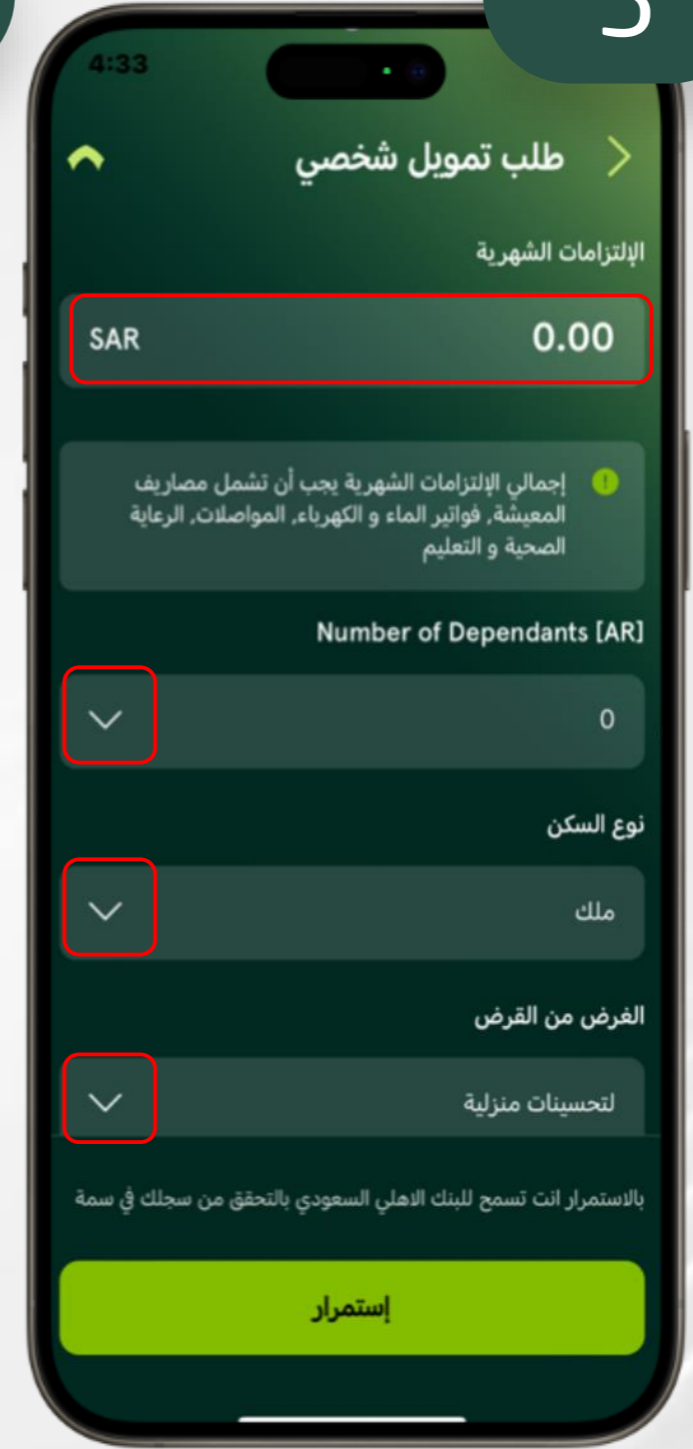 4:33
طلب تمويل شخصي
الإلتزامات الشهرية
0.00 SAR
إجمالي الإلتزامات الشهرية يجب أن تشمل مصاريف
المعيشة, فواتير الماء و الكهرباء, المواصلات, الرعاية
الصحية و التعليم
Number of Dependants [AR]
0
نوع السكن
ملك
الغرض من القرض
لتحسينات منزلية
بالاستمرار انت تسمح للبنك الاهلي السعودي بالتحقق من سجلك في سمة
إستمرار